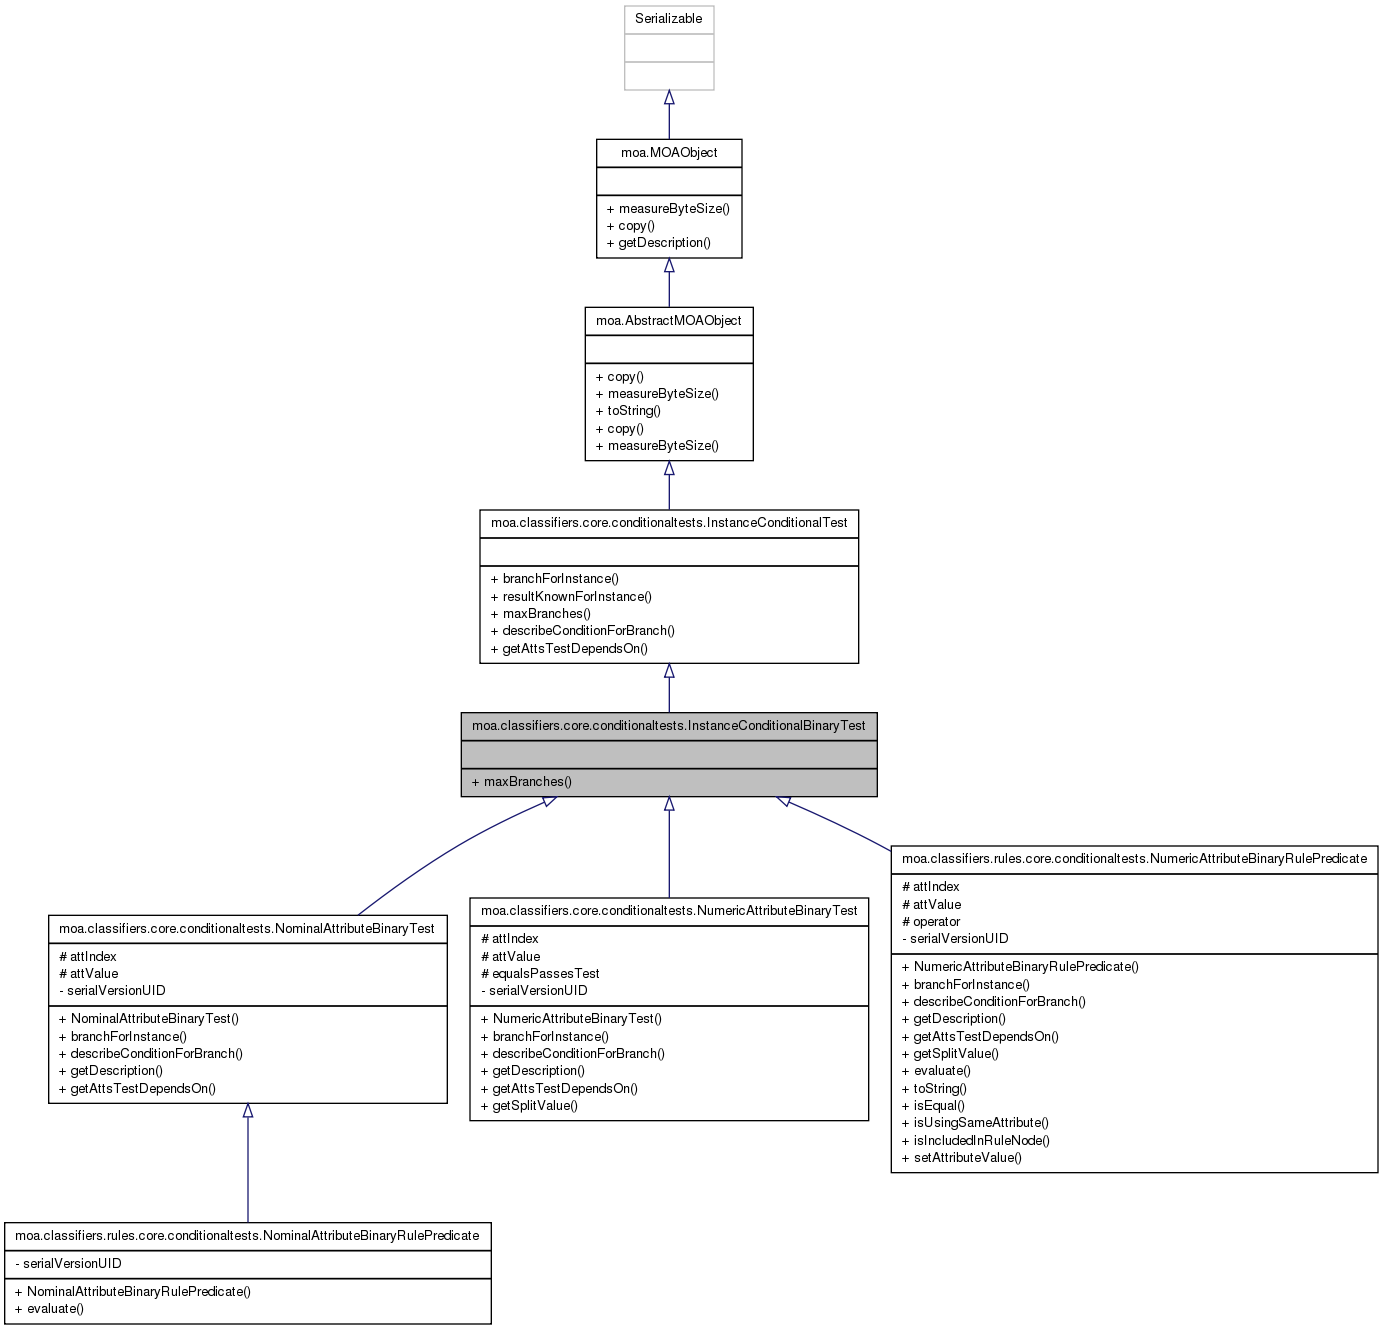 Serializable
moa.MOAObject
+ measureByteSize()
+ copy()
+ getDescription()
moa.AbstractMOAObject
+ copy()
+ measureByteSize()
+ toString()
+ copy()
+ measureByteSize()
moa.classifiers.core.conditionaltests.InstanceConditionalTest
+ branchForInstance()
+ resultKnownForInstance()
+ maxBranches()
+ describeConditionForBranch()
+ getAttsTestDependsOn()
moa.classifiers.core.conditionaltests.InstanceConditionalBinaryTest
+ maxBranches()
moa.classifiers.core.conditionaltests.NominalAttributeBinaryTest
# attIndex
# attValue
- serialVersionUID
+ NominalAttributeBinaryTest()
+ branchForInstance()
+ describeConditionForBranch()
+ getDescription()
+ getAttsTestDependsOn()
moa.classifiers.core.conditionaltests.NumericAttributeBinaryTest
# attIndex
# attValue
# equalsPassesTest
- serialVersionUID
+ NumericAttributeBinaryTest()
+ branchForInstance()
+ describeConditionForBranch()
+ getDescription()
+ getAttsTestDependsOn()
+ getSplitValue()
moa.classifiers.rules.core.conditionaltests.NumericAttributeBinaryRulePredicate
# attIndex
# attValue
# operator
- serialVersionUID
+ NumericAttributeBinaryRulePredicate()
+ branchForInstance()
+ describeConditionForBranch()
+ getDescription()
+ getAttsTestDependsOn()
+ getSplitValue()
+ evaluate()
+ toString()
+ isEqual()
+ isUsingSameAttribute()
+ isIncludedInRuleNode()
+ setAttributeValue()
moa.classifiers.rules.core.conditionaltests.NominalAttributeBinaryRulePredicate
- serialVersionUID
+ NominalAttributeBinaryRulePredicate()
+ evaluate()